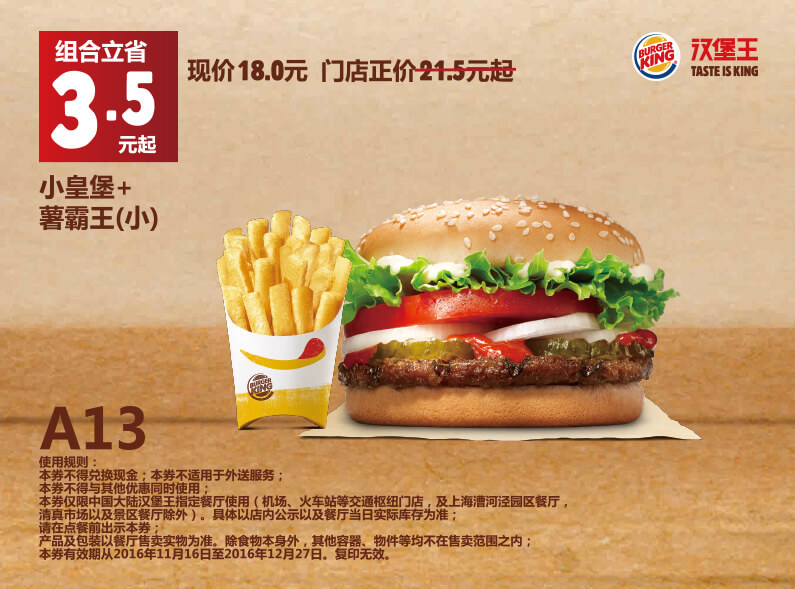 组合立省
3.5
元起
现价18.0元 门店正价21.5元起
BURGER
KING
汉堡王
TASTE IS KING
小皇堡+
薯霸王(小)
BURGER
KING
A13
使用规则：
本券不得兑换现金；本券不适用于外送服务；
本券不得与其他优惠同时使用；
本券仅限中国大陆汉堡王指定餐厅使用（机场、火车站等交通枢纽门店，及上海漕河泾园区餐厅，
清真市场以及景区餐厅除外）。具体以店内公示以及餐厅当日实际库存为准；
请在点餐前出示本券；
产品及包装以餐厅售卖实物为准。除食物本身外，其他容器、物件等均不在售卖范围之内；
本券有效期从2016年11月16日至2016年12月27日。复印无效。